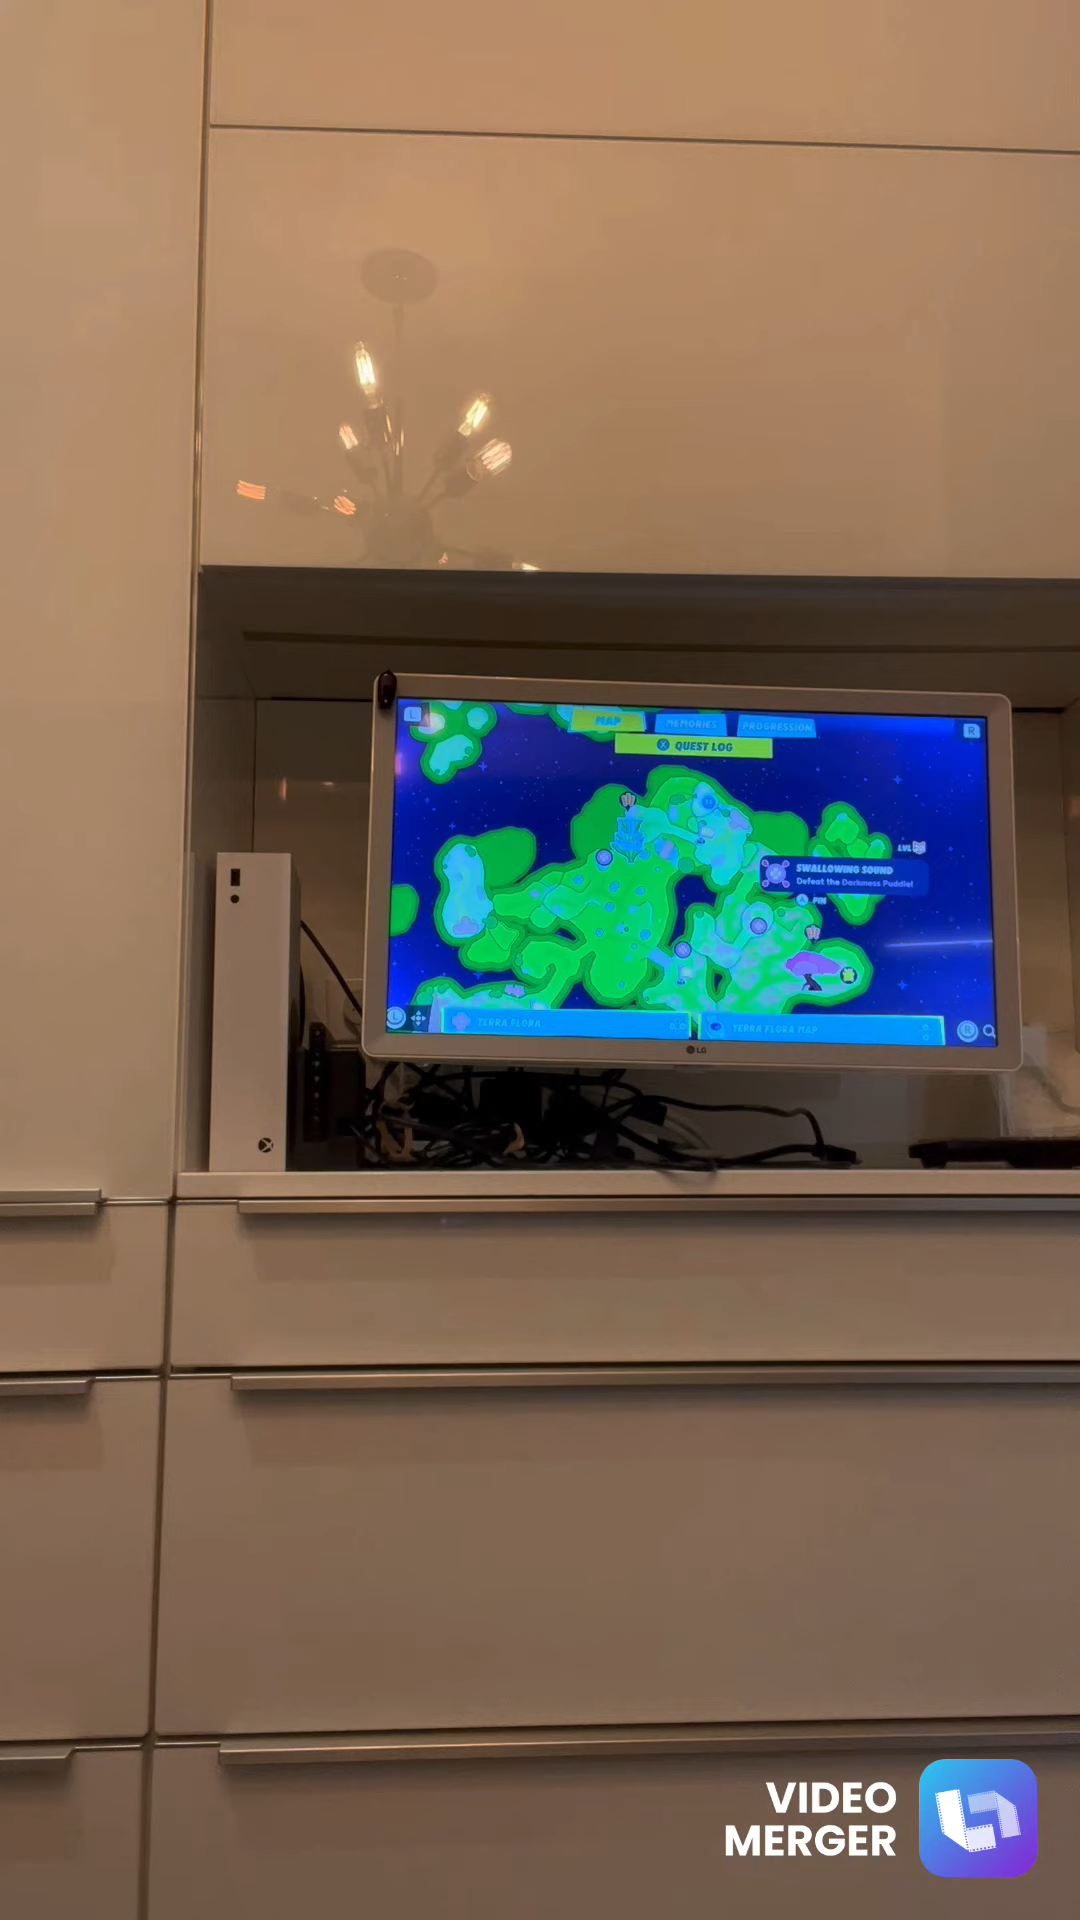 L
MAP
MEMORIES
PROGRESSION
R
X QUEST LOG
LVL
SWALLOWING SOUND
Defeat the Darkness Puddle!
A PIN
L
TERRA FLORA
TERRA FLORA MAP
R
LG
VIDEO
MERGER